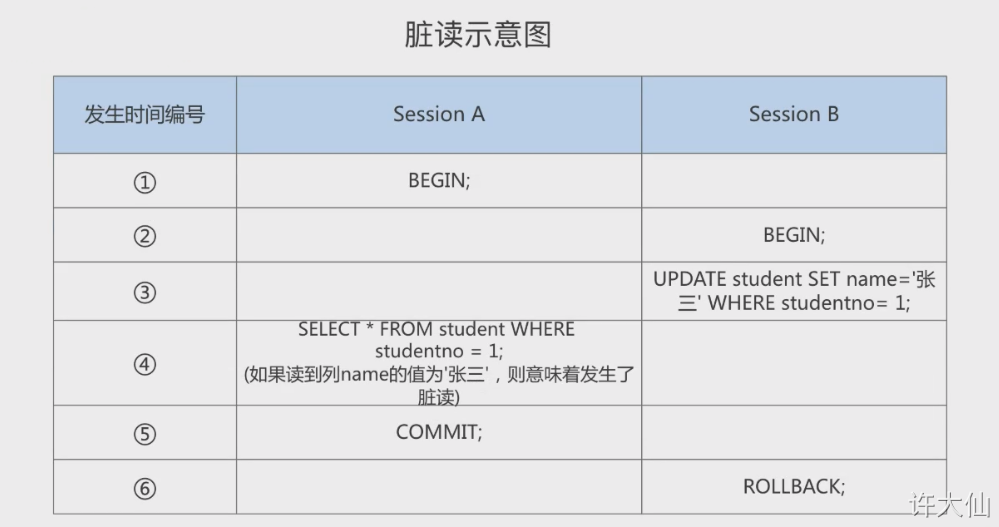 脏读示意图
发生时间编号 Session A Session B
① BEGIN;
② BEGIN;
③ UPDATE student SET name='张
三' WHERE studentno= 1;
④ SELECT * FROM student WHERE
studentno = 1;
(如果读到列name的值为'张三'，则意味着发生了
脏读)
⑤ COMMIT;
⑥ ROLLBACK;
许大仙